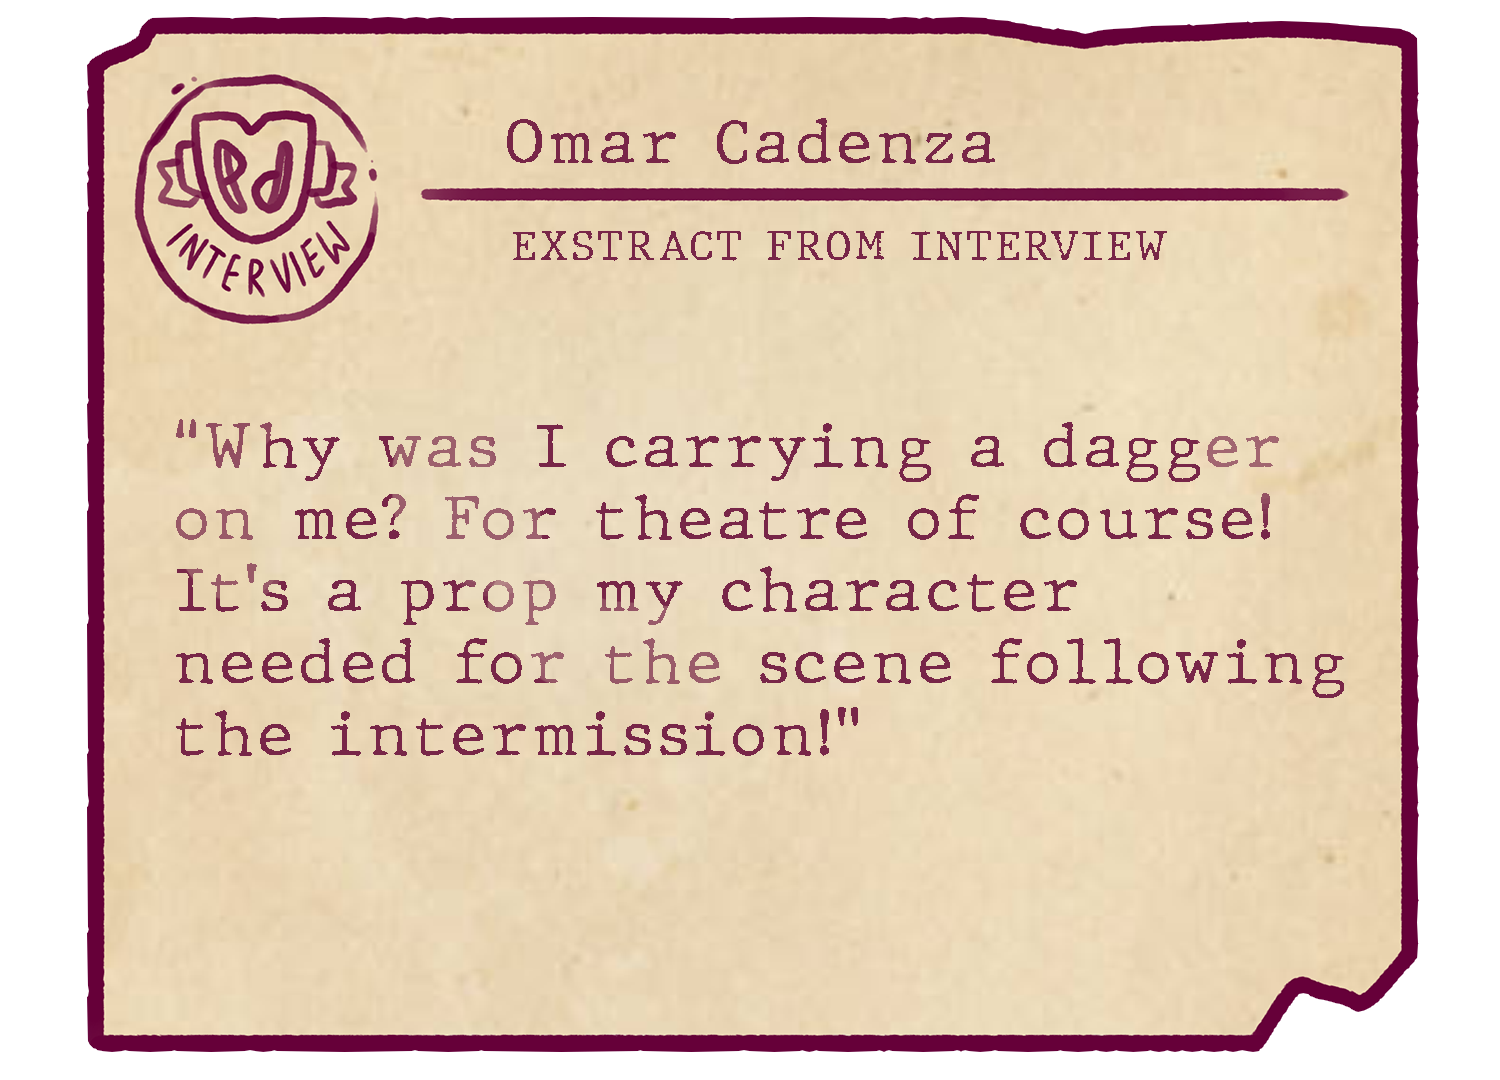 Pd
INTERVIEW
Omar Cadenza
EXSTRACT FROM INTERVIEW
“Why was I carrying a dagger
on me? For theatre of course!
It's a prop my character
needed for the scene following
the intermission!"